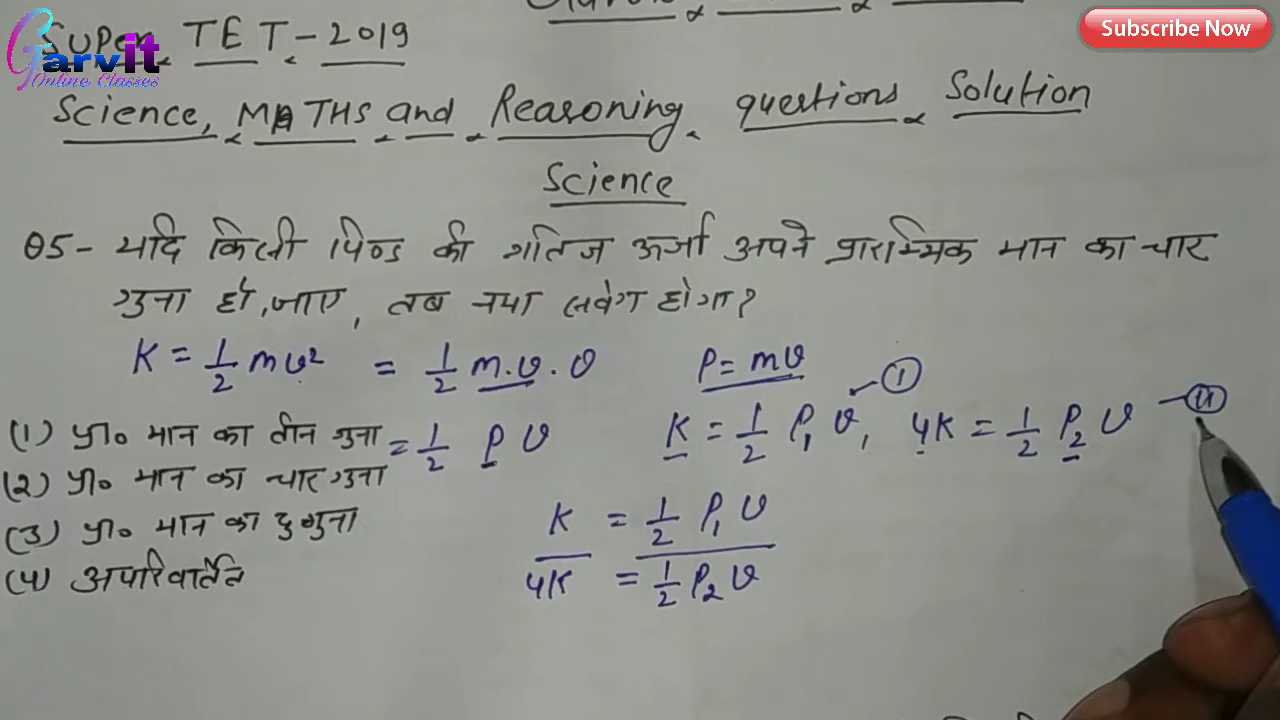 Subscribe Now
Super TET - 2019
Garvit
Online Classes
Science, MATHS and Reasoning questions Solution
Science
Q5- यदि किसी पिण्ड की गतिज ऊर्जा अपने प्रारम्भिक मान का चार
गुना हो जाए, तब नया संवेग होगा?
K = 1/2 mv² = 1/2 m.v.v P = mv
(1) प्रा० मान का तीन गुना = 1/2 P v K = 1/2 P₁ v, (I) 4K = 1/2 P₂ v (II)
(2) प्रा० मान का चार गुना
(3) प्रा० मान का दुगुना K = 1/2 P₁ v
(4) अपरिवर्तित 4K = 1/2 P₂ v